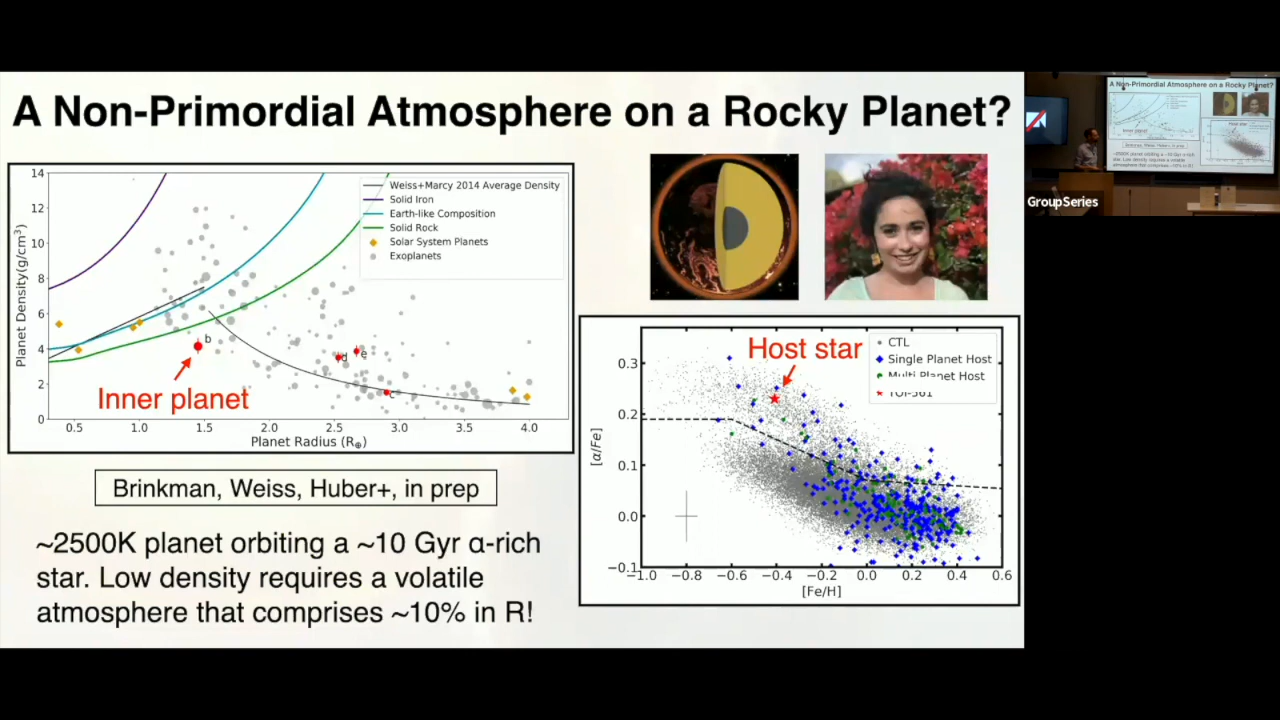 A Non-Primordial Atmosphere on a Rocky Planet?
14
12
10
8
6
4
2
0
Planet Density(g/cm³)
Weiss+Marcy 2014 Average Density
Solid Iron
Earth-like Composition
Solid Rock
Solar System Planets
Exoplanets
b
d
e
c
Inner planet
0.5 1.0 1.5 2.0 2.5 3.0 3.5 4.0
Planet Radius (R⊕)
Brinkman, Weiss, Huber+, in prep
~2500K planet orbiting a ~10 Gyr α-rich
star. Low density requires a volatile
atmosphere that comprises ~10% in R!
Host star
CTL
Single Planet Host
Multi Planet Host
TOI-561
0.3
0.2
0.1
0.0
−0.1
[α/Fe]
−1.0 −0.8 −0.6 −0.4 −0.2 0.0 0.2 0.4 0.6
[Fe/H]
A Non-Primordial Atmosphere on a Rocky Planet?
GroupSeries